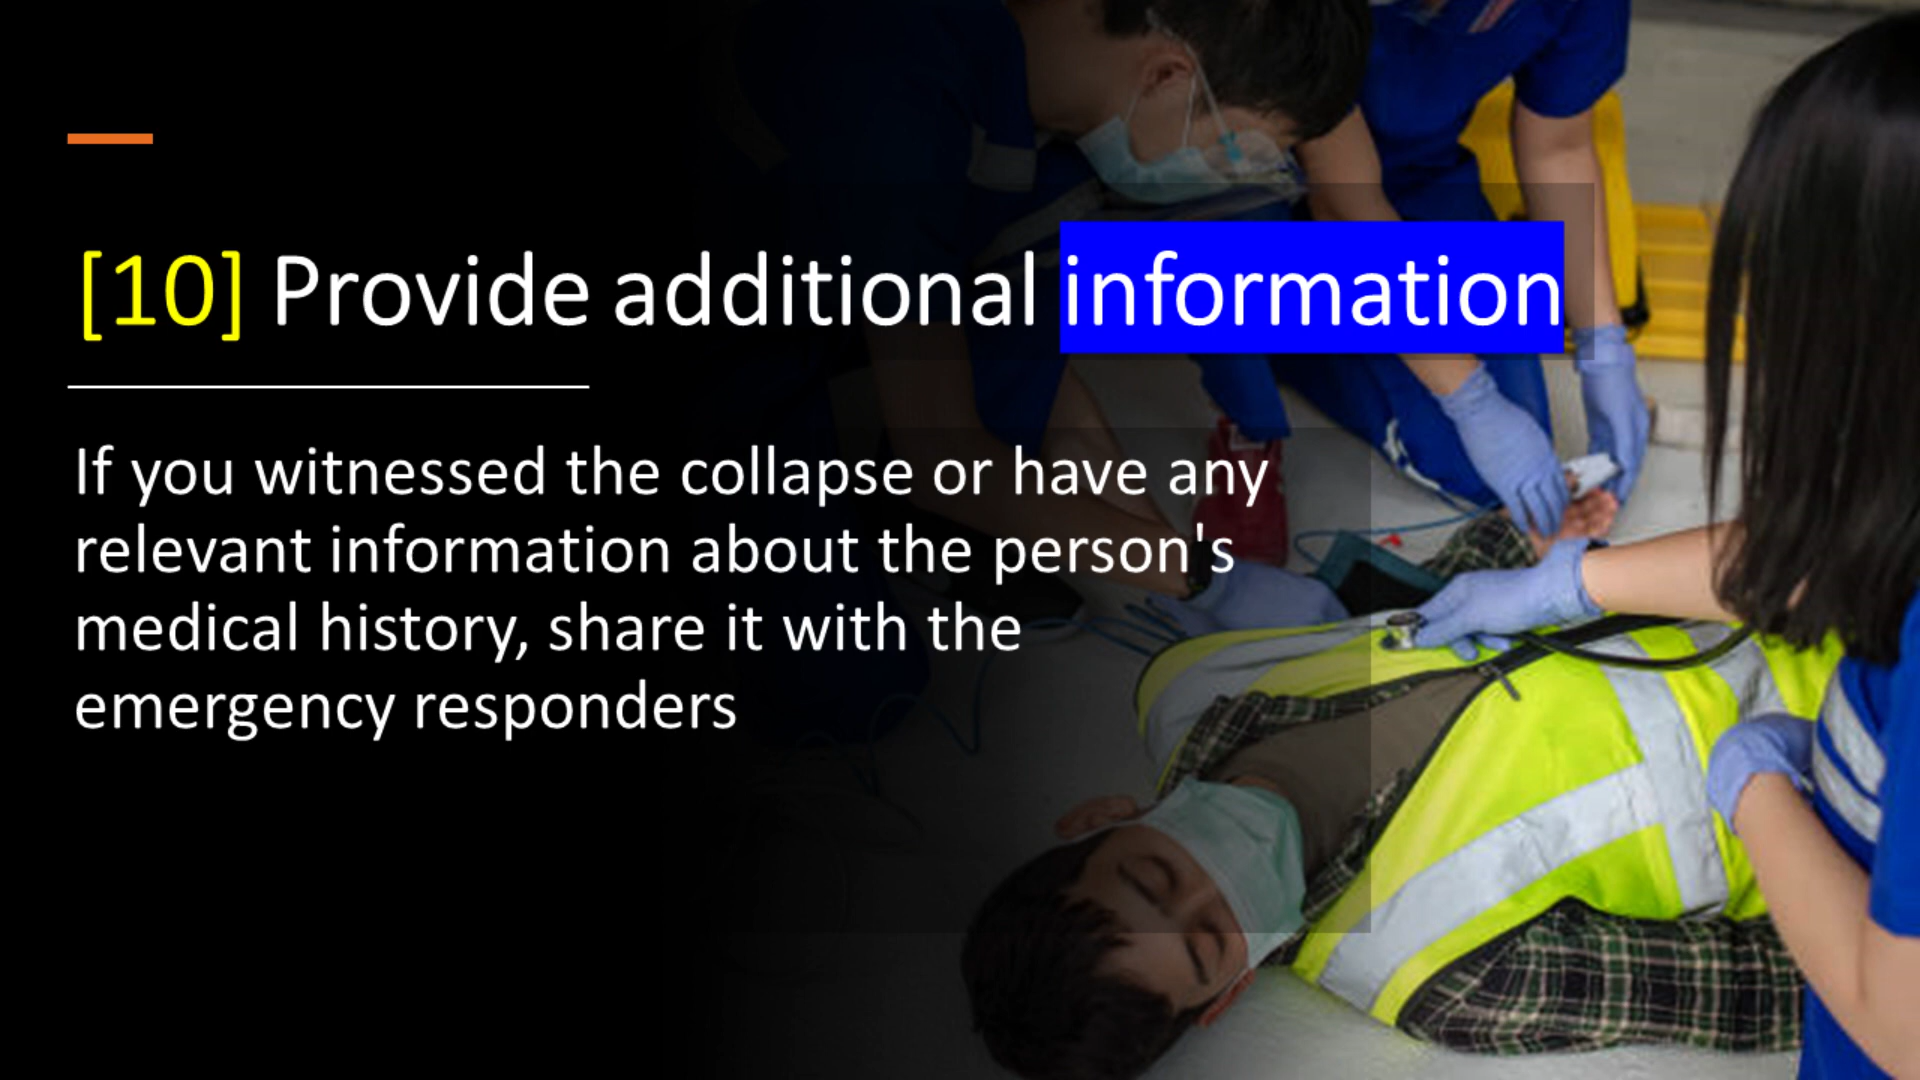 [10] Provide additional information
If you witnessed the collapse or have any
relevant information about the person's
medical history, share it with the
emergency responders